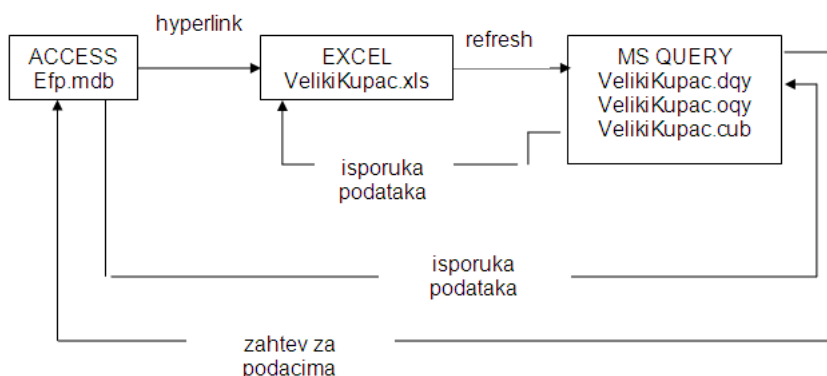 hyperlink
refresh
ACCESS
Efp.mdb
EXCEL
VelikiKupac.xls
MS QUERY
VelikiKupac.dqy
VelikiKupac.oqy
VelikiKupac.cub
isporuka
podataka
isporuka
podataka
zahtev za
podacima